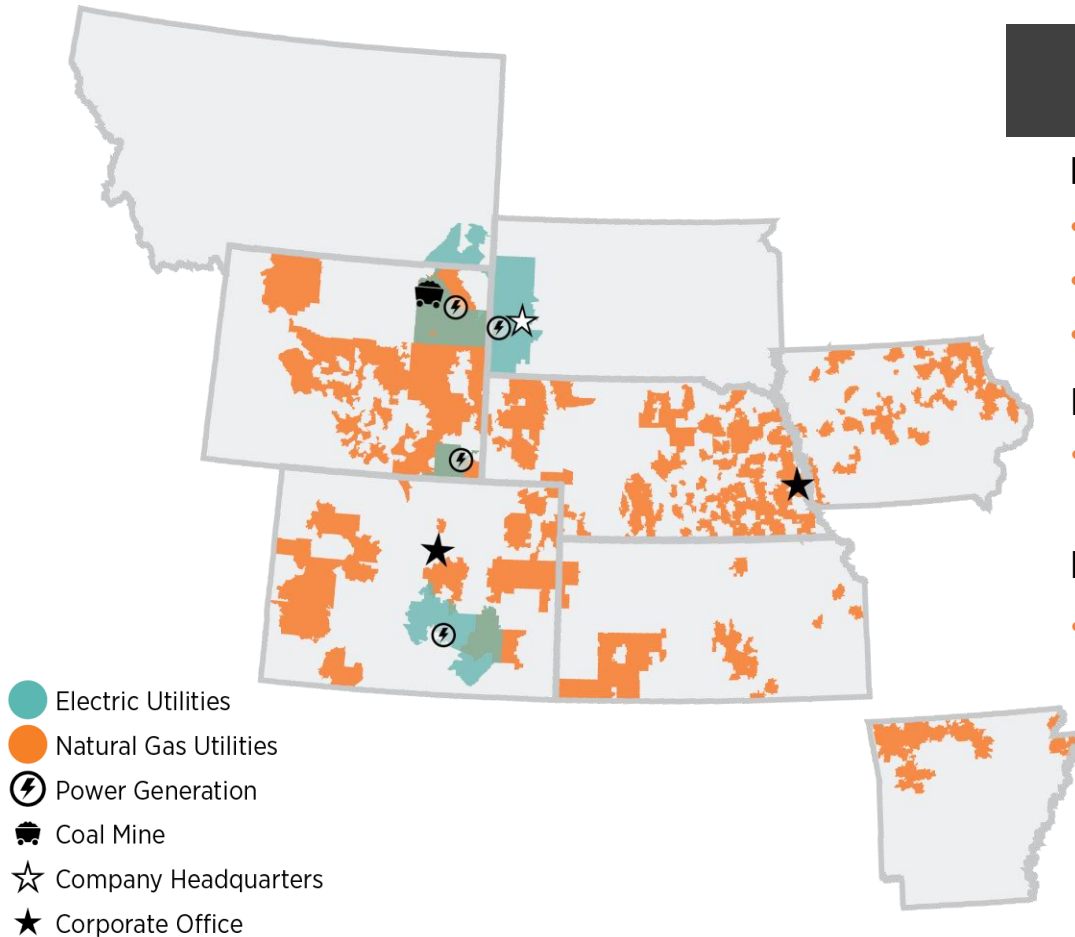 Electric Utilities
Natural Gas Utilities
Power Generation
Coal Mine
Company Headquarters
Corporate Office